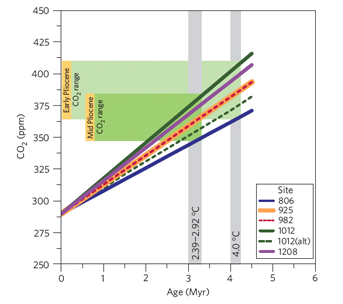 450
425
400
375
350
325
300
275
250
CO2 (ppm)
Early Pliocene
CO2 range
Mid Pliocene
CO2 range
2.39–2.92 °C
4.0 °C
Site
806
925
982
1012
1012(alt)
1208
0
1
2
3
4
5
6
Age (Myr)